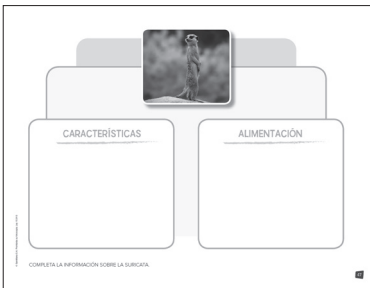 CARACTERÍSTICAS
ALIMENTACIÓN
COMPLETA LA INFORMACIÓN SOBRE LA SURICATA.